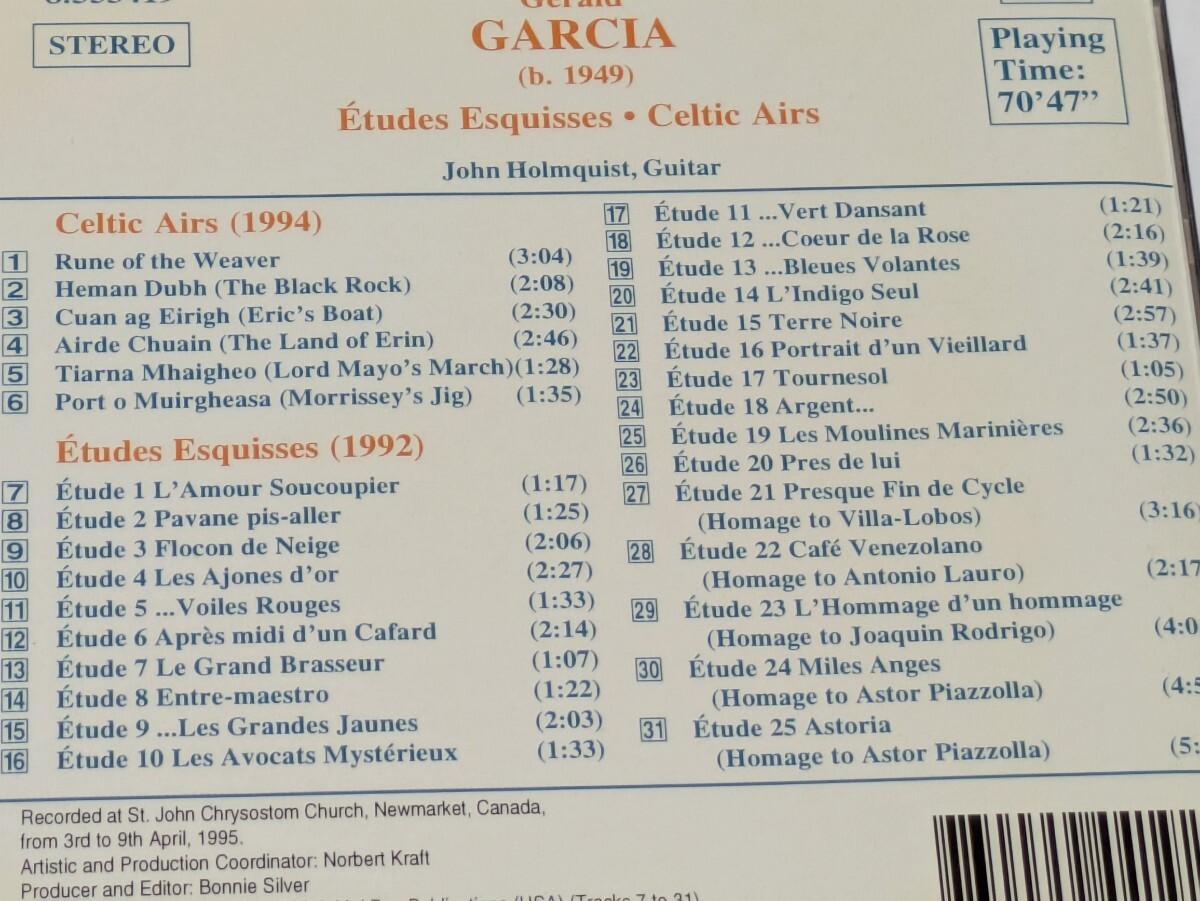 STEREO
Gerald
GARCIA
(b. 1949)
Études Esquisses • Celtic Airs
John Holmquist, Guitar
Playing
Time:
70’47”
Celtic Airs (1994)
1 Rune of the Weaver (3:04)
2 Heman Dubh (The Black Rock) (2:08)
3 Cuan ag Eirigh (Eric’s Boat) (2:30)
4 Airde Chuain (The Land of Erin) (2:46)
5 Tiarna Mhaigheo (Lord Mayo’s March)(1:28)
6 Port o Muirgheasa (Morrissey’s Jig) (1:35)
Études Esquisses (1992)
7 Étude 1 L’Amour Soucoupier (1:17)
8 Étude 2 Pavane pis-aller (1:25)
9 Étude 3 Flocon de Neige (2:06)
10 Étude 4 Les Ajones d’or (2:27)
11 Étude 5 ...Voiles Rouges (1:33)
12 Étude 6 Après midi d’un Cafard (2:14)
13 Étude 7 Le Grand Brasseur (1:07)
14 Étude 8 Entre-maestro (1:22)
15 Étude 9 ...Les Grandes Jaunes (2:03)
16 Étude 10 Les Avocats Mystérieux (1:33)
17 Étude 11 ...Vert Dansant (1:21)
18 Étude 12 ...Coeur de la Rose (2:16)
19 Étude 13 ...Bleues Volantes (1:39)
20 Étude 14 L’Indigo Seul (2:41)
21 Étude 15 Terre Noire (2:57)
22 Étude 16 Portrait d’un Vieillard (1:37)
23 Étude 17 Tournesol (1:05)
24 Étude 18 Argent... (2:50)
25 Étude 19 Les Moulines Marinières (2:36)
26 Étude 20 Pres de lui (1:32)
27 Étude 21 Presque Fin de Cycle
(Homage to Villa-Lobos) (3:16)
28 Étude 22 Café Venezolano
(Homage to Antonio Lauro) (2:17
29 Étude 23 L’Hommage d’un hommage
(Homage to Joaquin Rodrigo) (4:0
30 Étude 24 Miles Anges
(Homage to Astor Piazzolla) (4:5
31 Étude 25 Astoria
(Homage to Astor Piazzolla) (5:
Recorded at St. John Chrysostom Church, Newmarket, Canada,
from 3rd to 9th April, 1995.
Artistic and Production Coordinator: Norbert Kraft
Producer and Editor: Bonnie Silver
Publications (USA) (Tracks 7 to 31)